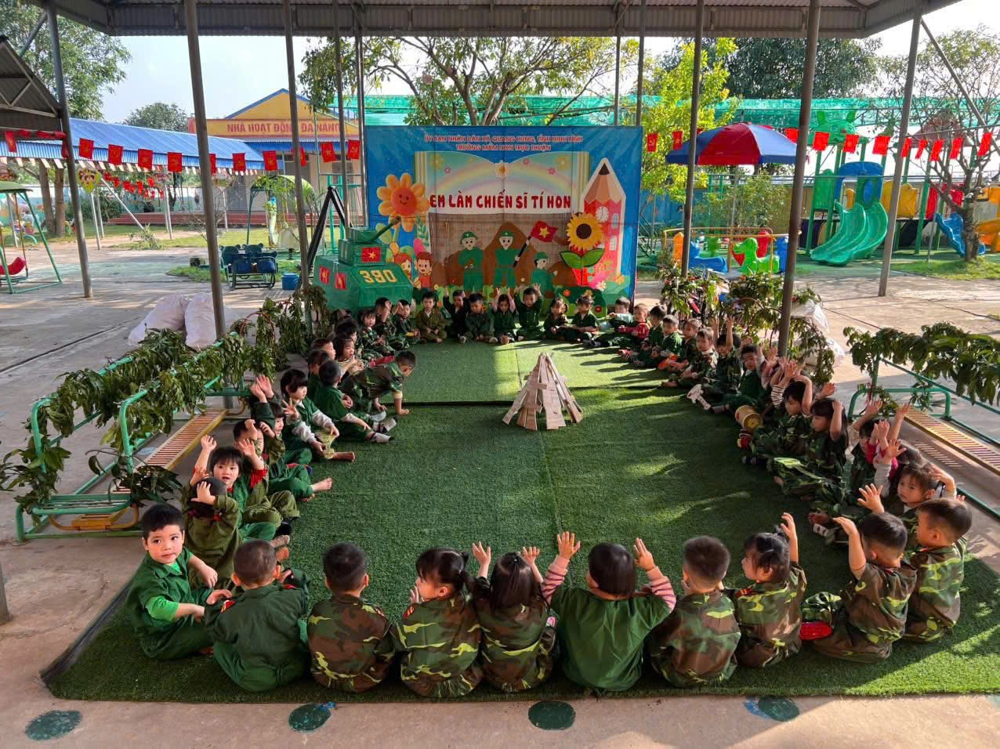 NHÀ HOẠT ĐỘNG ĐA NĂNG
ỦY BAN NHÂN DÂN XÃ QUANG HƯNG, TỈNH NINH BÌNH
TRƯỜNG MẦM NON TRỰC THUẬN
EM LÀM CHIẾN SĨ TÍ HON
390